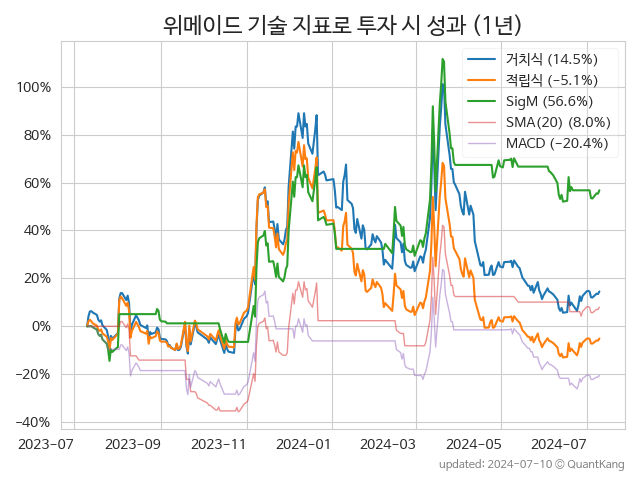 위메이드 기술 지표로 투자 시 성과 (1년)
거치식 (14.5%)
적립식 (−5.1%)
SigM (56.6%)
SMA(20) (8.0%)
MACD (−20.4%)
100%
80%
60%
40%
20%
0%
−20%
−40%
2023-07 2023-09 2023-11 2024-01 2024-03 2024-05 2024-07
updated: 2024-07-10 © QuantKang